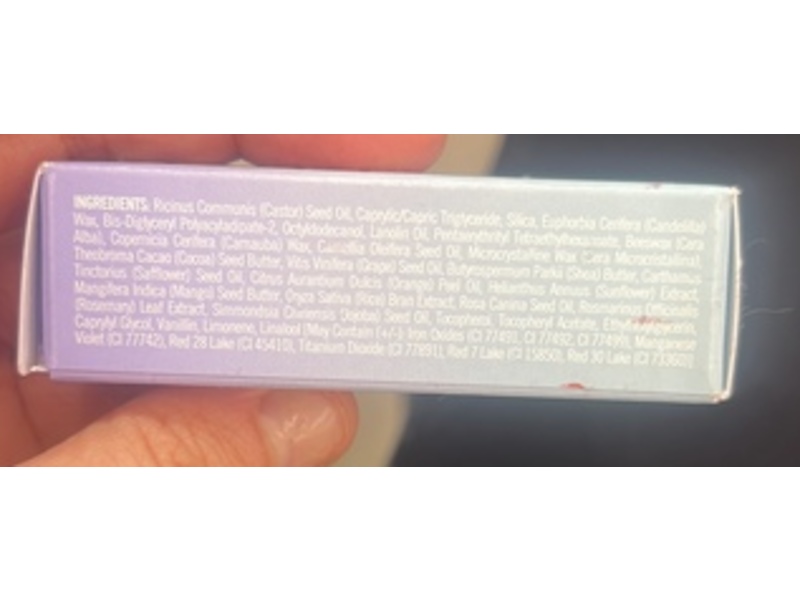 INGREDIENTS: Ricinus Communis (Castor) Seed Oil, Caprylic/Capric Triglyceride, Silica, Euphorbia Cerifera (Candelilla)
Wax, Bis-Diglyceryl Polyacyladipate-2, Octyldodecanol, Lanolin Oil, Pentaerythrityl Beeswax (Cera
Alba), Copernicia Cerifera (Carnauba) Wax, Camellia Oleifera Seed Oil, Microcrystalline Wax (Cera Microcristallina),
Theobroma Cacao (Cocoa) Seed Butter, Vitis Vinifera (Grape) Seed Oil, Butyrospermum Parkii (Shea) Butter, Carthamus
Tinctorius (Safflower) Seed Oil, Citrus Aurantium Dulcis (Orange) Peel Oil, Helianthus Annuus (Sunflower) Extract,
Mangifera Indica (Mango) Seed Butter, Oryza Sativa (Rice) Bran Extract, Rosa Canina Seed Oil, Rosmarinus Officinalis
(Rosemary) Leaf Extract, Simmondsia Chinensis (Jojoba) Seed Oil, Tocopherol, Tocopheryl Acetate,
Caprylyl Glycol, Vanillin, Limonene, Linalool [May Contain (+/-): Iron Oxides (CI 77491, CI 77492, CI 77499), Manganese
Violet (CI 77742), Red 28 Lake (CI 45410), Titanium Dioxide (CI 77891), Red 7 Lake (CI 15850), Red 30 Lake (CI 73360)]